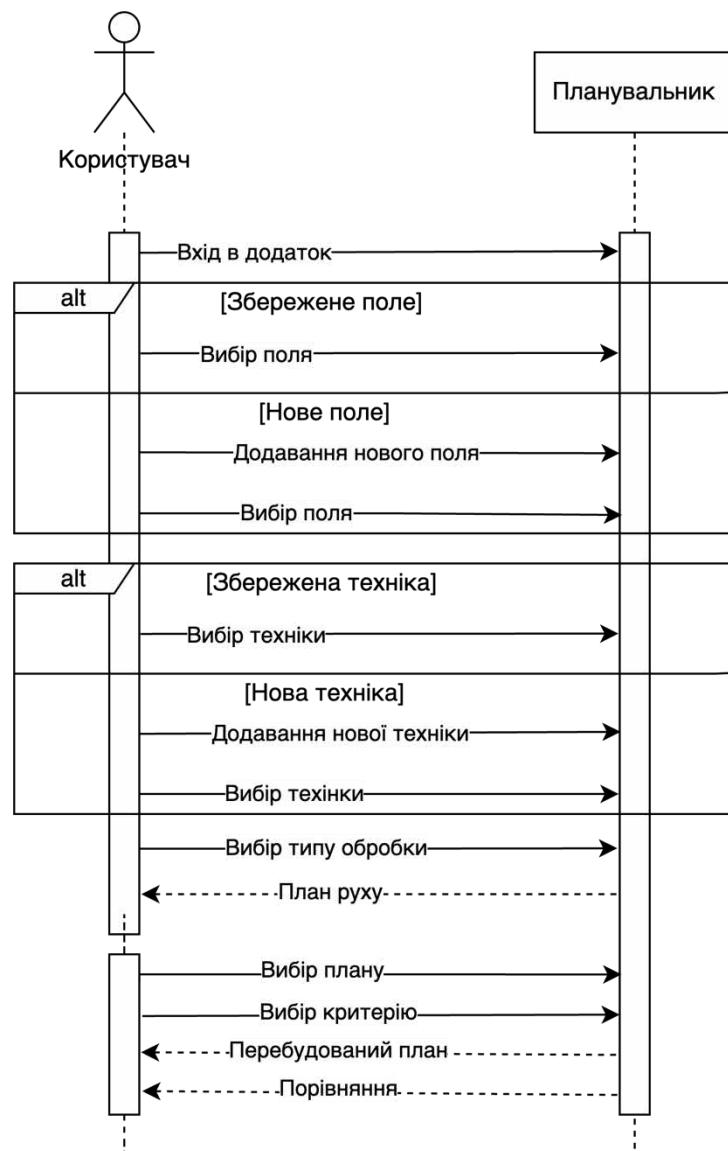 Планувальник
Користувач
Вхід в додаток
alt
[Збережене поле]
Вибір поля
[Нове поле]
Додавання нового поля
Вибір поля
alt
[Збережена техніка]
Вибір техніки
[Нова техніка]
Додавання нової техніки
Вибір техінки
Вибір типу обробки
План руху
Вибір плану
Вибір критерію
Перебудований план
Порівняння